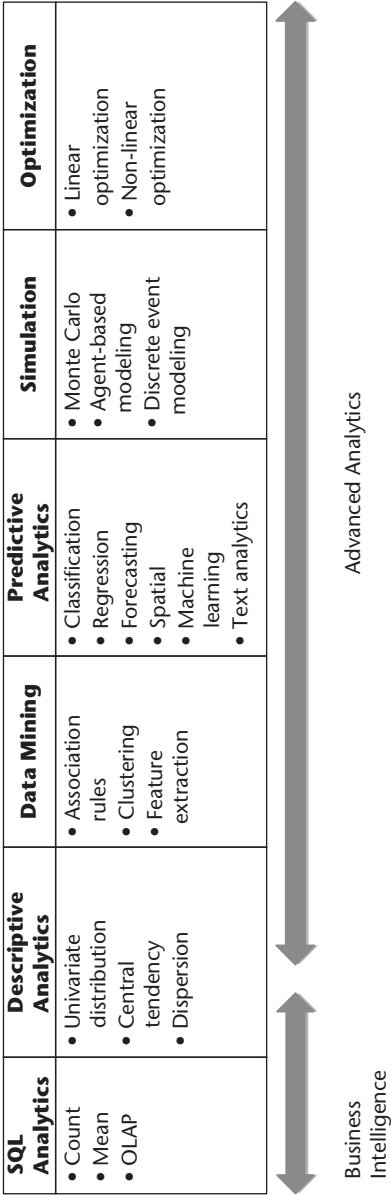 SQL
Analytics
• Count
• Mean
• OLAP
Descriptive
Analytics
• Univariate
distribution
• Central
tendency
• Dispersion
Data Mining
• Association
rules
• Clustering
• Feature
extraction
Predictive
Analytics
• Classification
• Regression
• Forecasting
• Spatial
• Machine
learning
• Text analytics
Simulation
• Monte Carlo
• Agent-based
modeling
• Discrete event
modeling
Optimization
• Linear
optimization
• Non-linear
optimization
Business
Intelligence
Advanced Analytics